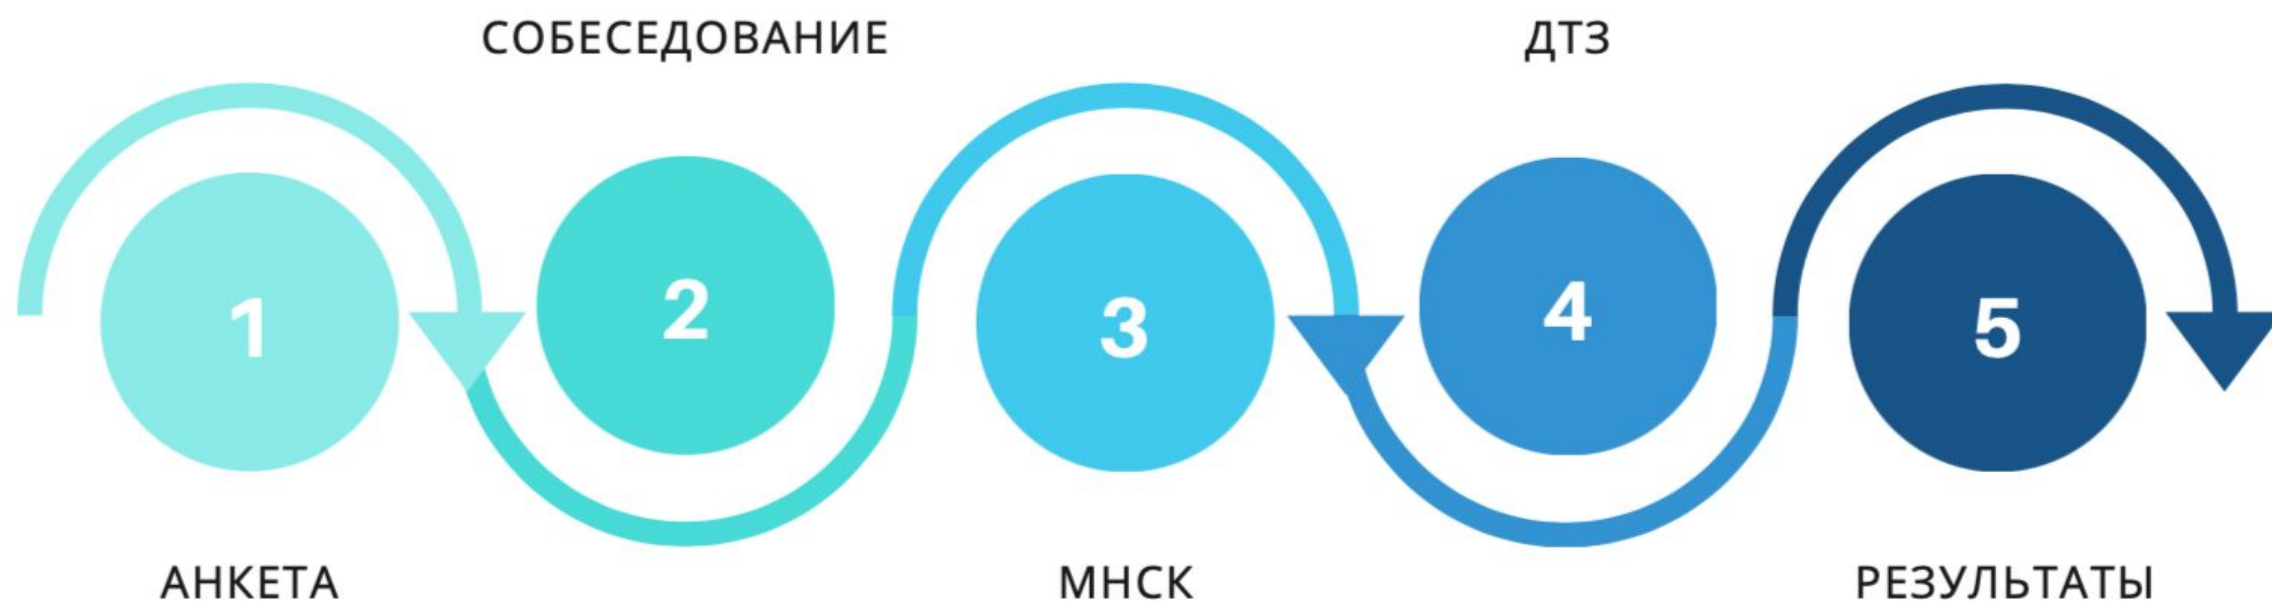 СОБЕСЕДОВАНИЕ
ДТЗ
1
2
3
4
5
АНКЕТА
МНСК
РЕЗУЛЬТАТЫ